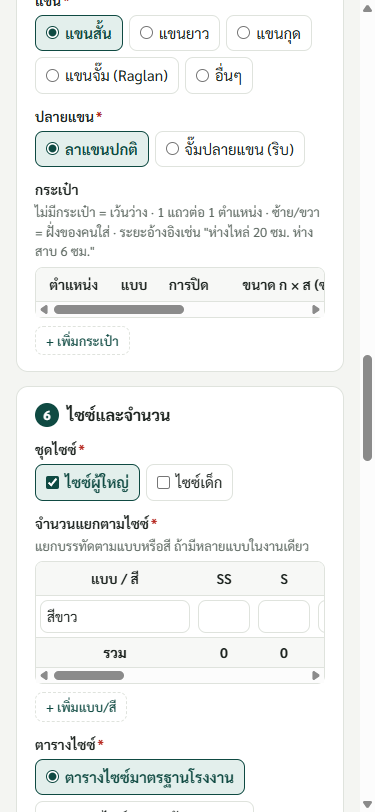 แขน *
แขนสั้น แขนยาว แขนกุด
แขนจั๊ม (Raglan) อื่นๆ
ปลายแขน *
ลาแขนปกติ จั๊มปลายแขน (ริบ)
กระเป๋า
ไม่มีกระเป๋า = เว้นว่าง · 1 แถวต่อ 1 ตำแหน่ง · ซ้าย/ขวา
= ฝั่งของคนใส่ · ระยะอ้างอิงเช่น "ห่างไหล่ 20 ซม. ห่าง
สาบ 6 ซม."
ตำแหน่ง แบบ การปิด ขนาด ก × ส
+ เพิ่มกระเป๋า
6 ไซซ์และจำนวน
ชุดไซซ์ *
ไซซ์ผู้ใหญ่ ไซซ์เด็ก
จำนวนแยกตามไซซ์ *
แยกบรรทัดตามแบบหรือสี ถ้ามีหลายแบบในงานเดียว
แบบ / สี SS S
สีขาว
รวม 0 0
+ เพิ่มแบบ/สี
ตารางไซซ์ *
ตารางไซซ์มาตรฐานโรงงาน